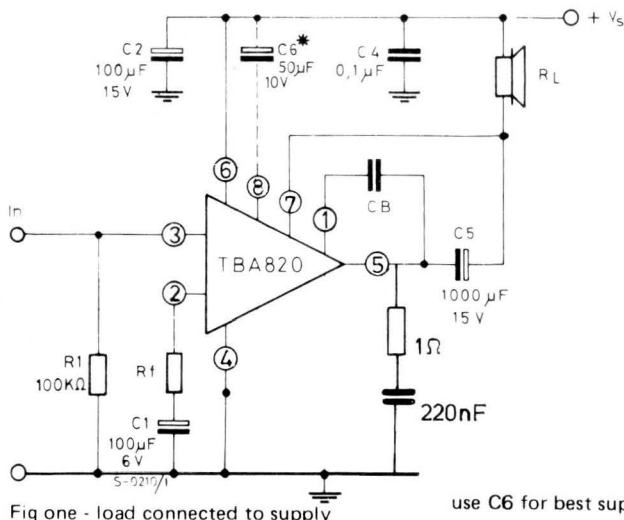 + Vs
C2
100µF
15V
C6*
50µF
10V
C4
0,1µF
RL
6
8
7
1
CB
In
3
TBA820
5
C5
1000µF
15V
2
4
1Ω
R1
100KΩ
Rf
C1
100µF
6V
220nF
S-0210/1
Fig one - load connected to supply
use C6 for best sup